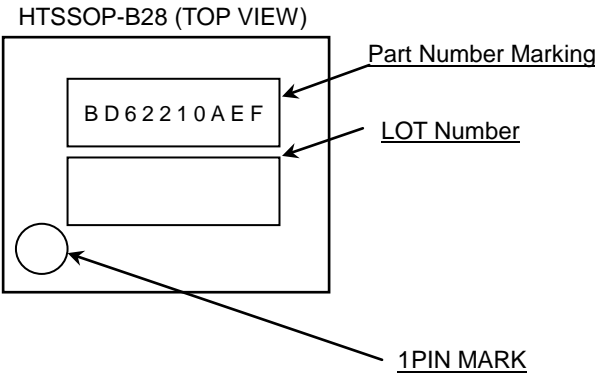 HTSSOP-B28 (TOP VIEW)
Part Number Marking
BD62210AEF
LOT Number
1PIN MARK